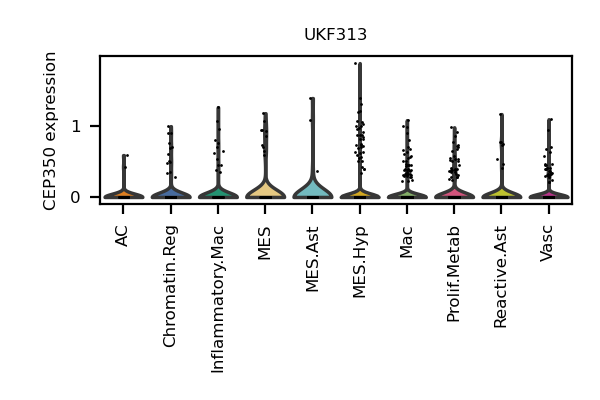 UKF313
CEP350 expression
1
0
AC
Chromatin.Reg
Inflammatory.Mac
MES
MES.Ast
MES.Hyp
Mac
Prolif.Metab
Reactive.Ast
Vasc